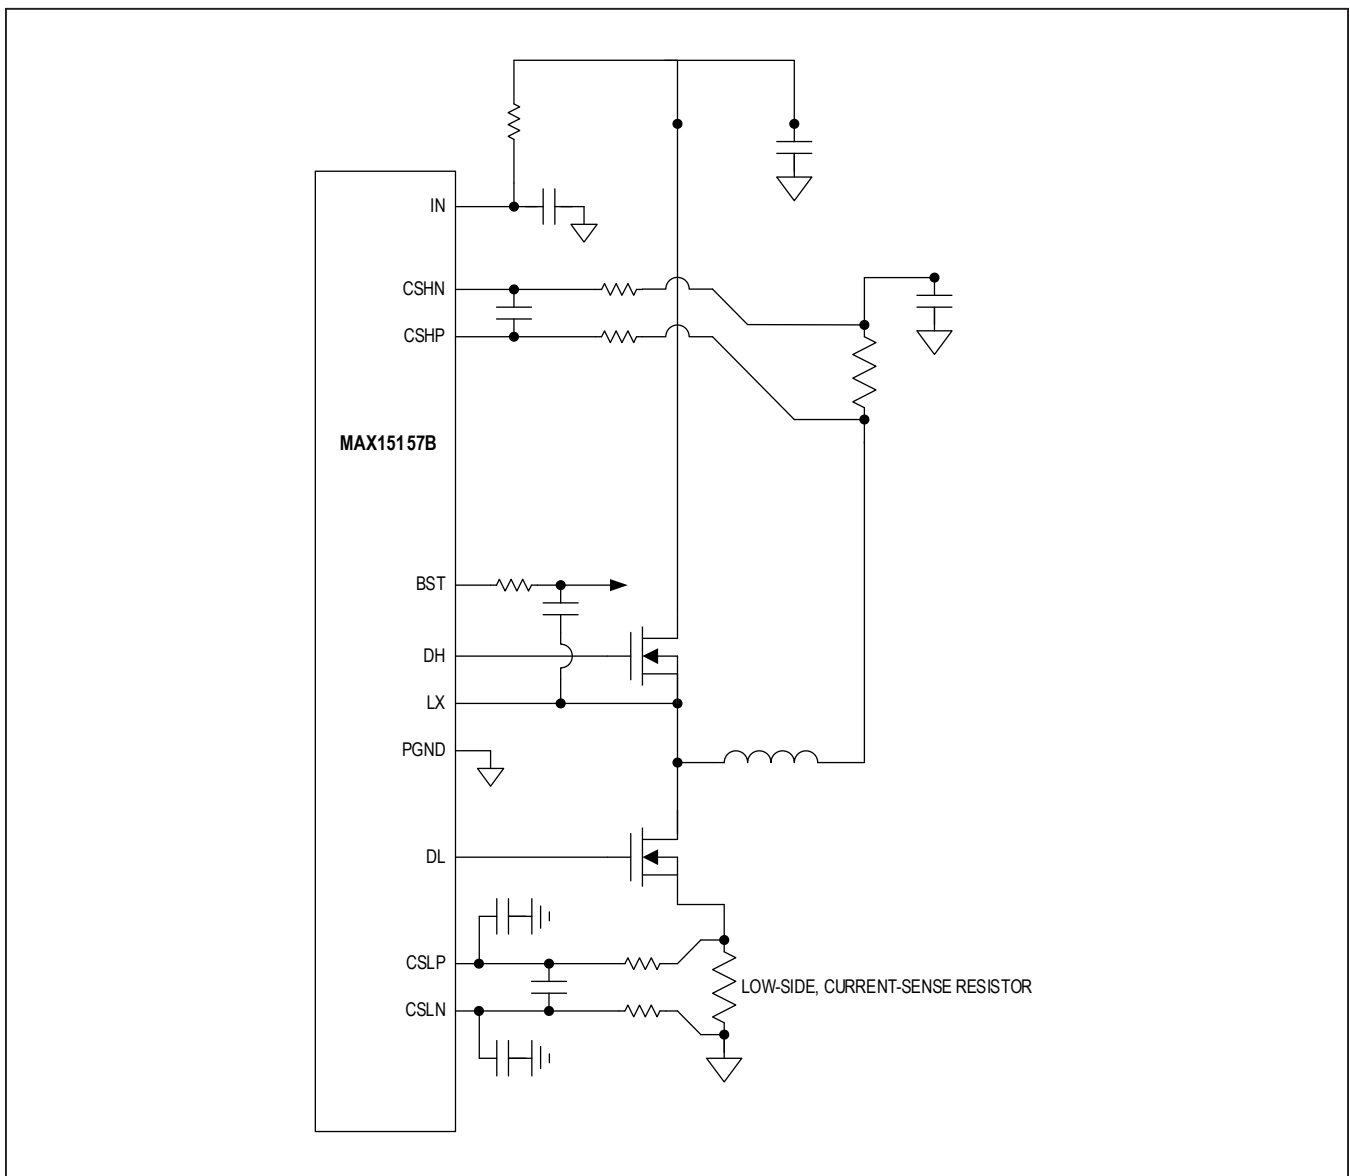 IN
CSHN
CSHP
MAX15157B
BST
DH
LX
PGND
DL
CSLP
CSLN
LOW-SIDE, CURRENT-SENSE RESISTOR